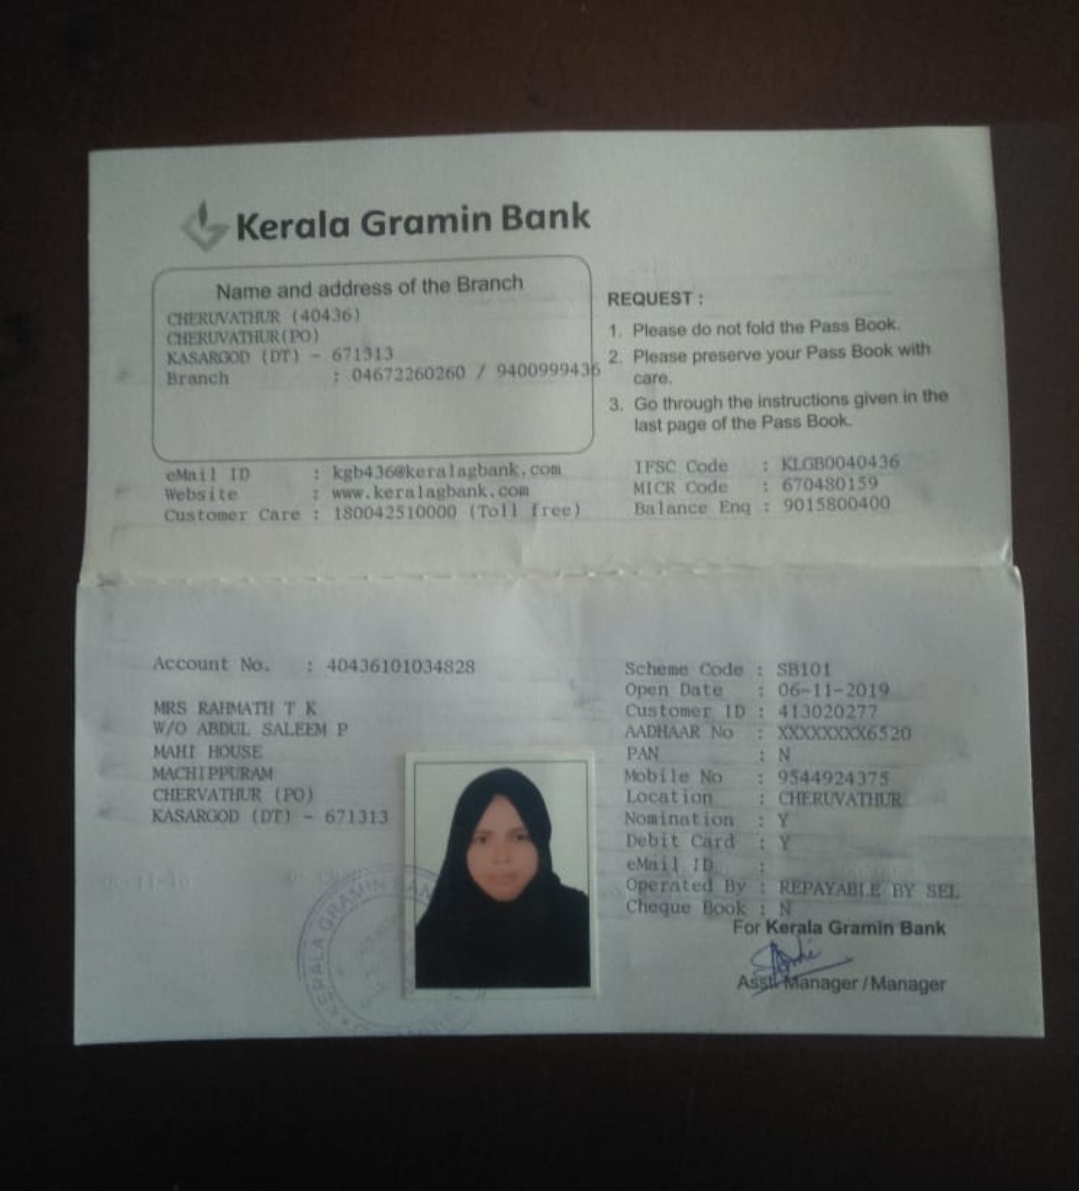 Kerala Gramin Bank
Name and address of the Branch
CHERUVATHUR (40436)
CHERUVATHUR(PO)
KASARGOD (DT) - 671313
Branch : 04672260260 / 9400999436
REQUEST :
1. Please do not fold the Pass Book.
2. Please preserve your Pass Book with
care.
3. Go through the instructions given in the
last page of the Pass Book.
eMail ID : kgb436@keralagbank.com
Website : www.keralagbank.com
Customer Care : 180042510000 (Toll free)
IFSC Code : KLGB0040436
MICR Code : 670480159
Balance Enq : 9015800400
Account No. : 40436101034828
MRS RAHMATH T K
W/O ABDUL SALEEM P
MAHI HOUSE
MACHIPPURAM
CHERVATHUR (PO)
KASARGOD (DT) - 671313
Scheme Code : SB101
Open Date : 06-11-2019
Customer ID : 413020277
AADHAAR No : XXXXXXXX6520
PAN : N
Mobile No : 9544924375
Location : CHERUVATHUR
Nomination : Y
Debit Card : Y
eMail ID :
Operated By : REPAYABLE BY SEL
Cheque Book : N
For Kerala Gramin Bank
Asst. Manager / Manager
KERALA GRAMIN BANK